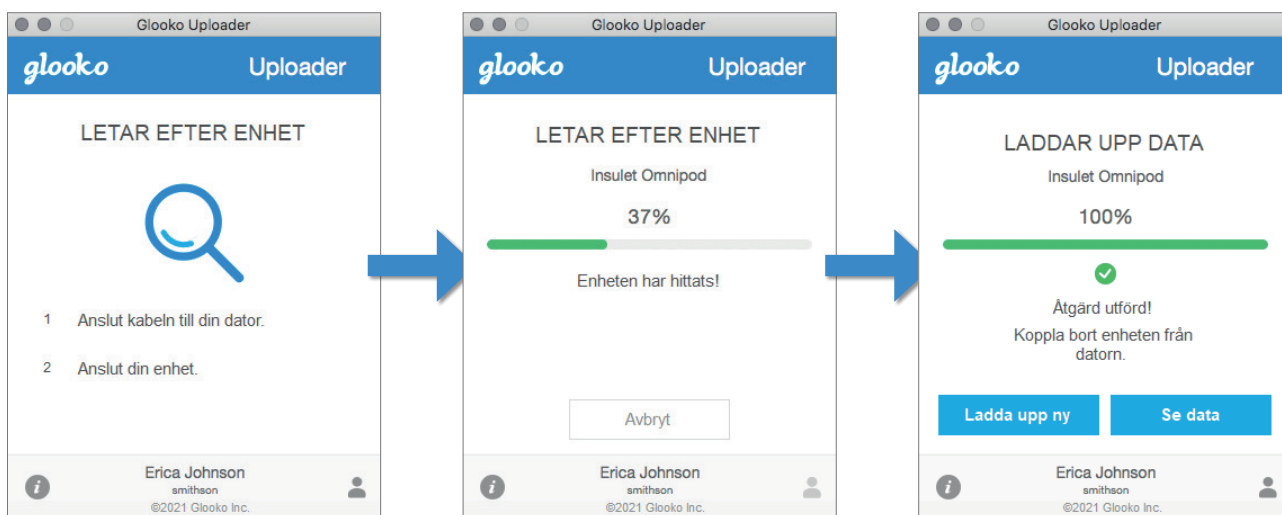 Glooko Uploader
glooko Uploader
LETAR EFTER ENHET
1 Anslut kabeln till din dator.
2 Anslut din enhet.
i
Erica Johnson
smithson
©2021 Glooko Inc.
Glooko Uploader
glooko Uploader
LETAR EFTER ENHET
Insulet Omnipod
37%
Enheten har hittats!
Avbryt
i
Erica Johnson
smithson
©2021 Glooko Inc.
Glooko Uploader
glooko Uploader
LADDAR UPP DATA
Insulet Omnipod
100%
Åtgärd utförd!
Koppla bort enheten från
datorn.
Ladda upp ny Se data
i
Erica Johnson
smithson
©2021 Glooko Inc.